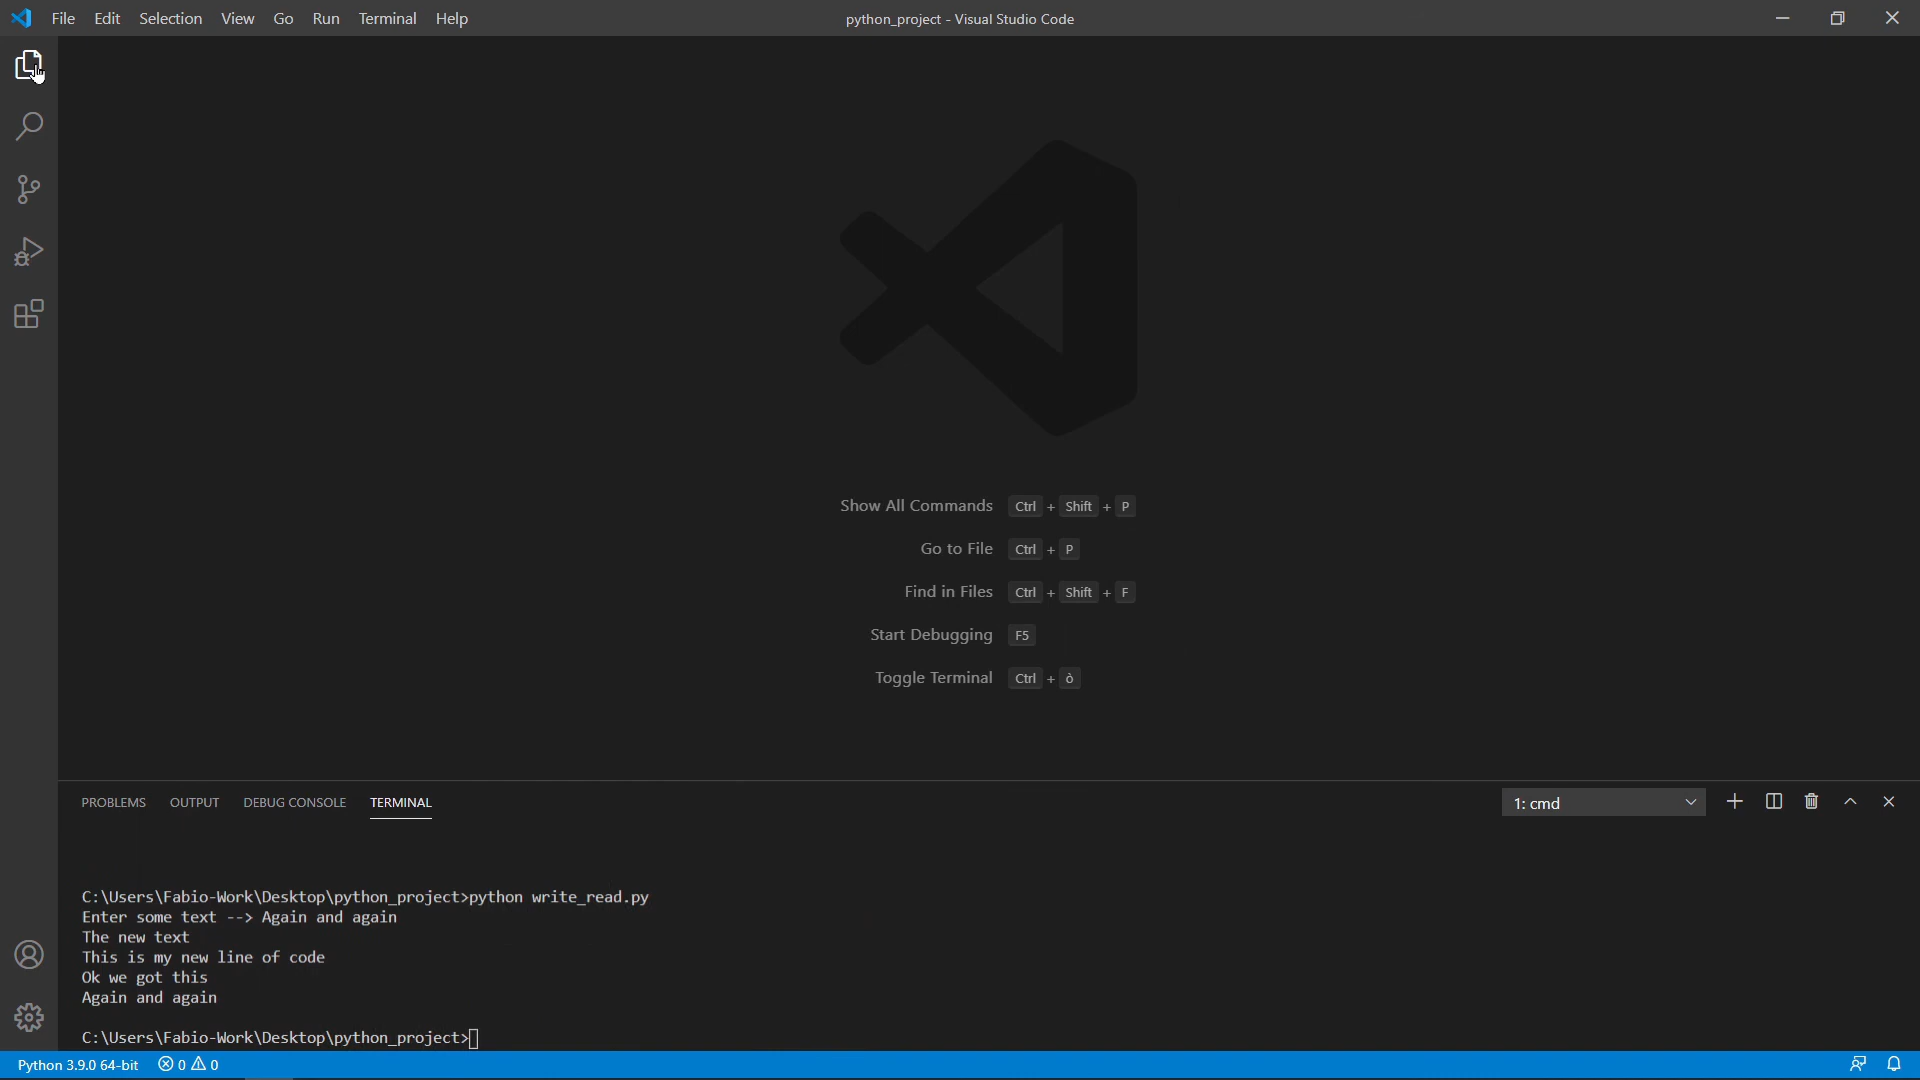 File Edit Selection View Go Run Terminal Help
python_project - Visual Studio Code
Show All Commands Ctrl + Shift + P
Go to File Ctrl + P
Find in Files Ctrl + Shift + F
Start Debugging F5
Toggle Terminal Ctrl + ò
PROBLEMS OUTPUT DEBUG CONSOLE TERMINAL
1: cmd
C:\Users\Fabio-Work\Desktop\python_project>python write_read.py
Enter some text --> Again and again
The new text
This is my new line of code
Ok we got this
Again and again
C:\Users\Fabio-Work\Desktop\python_project>
Python 3.9.0 64-bit 0 0